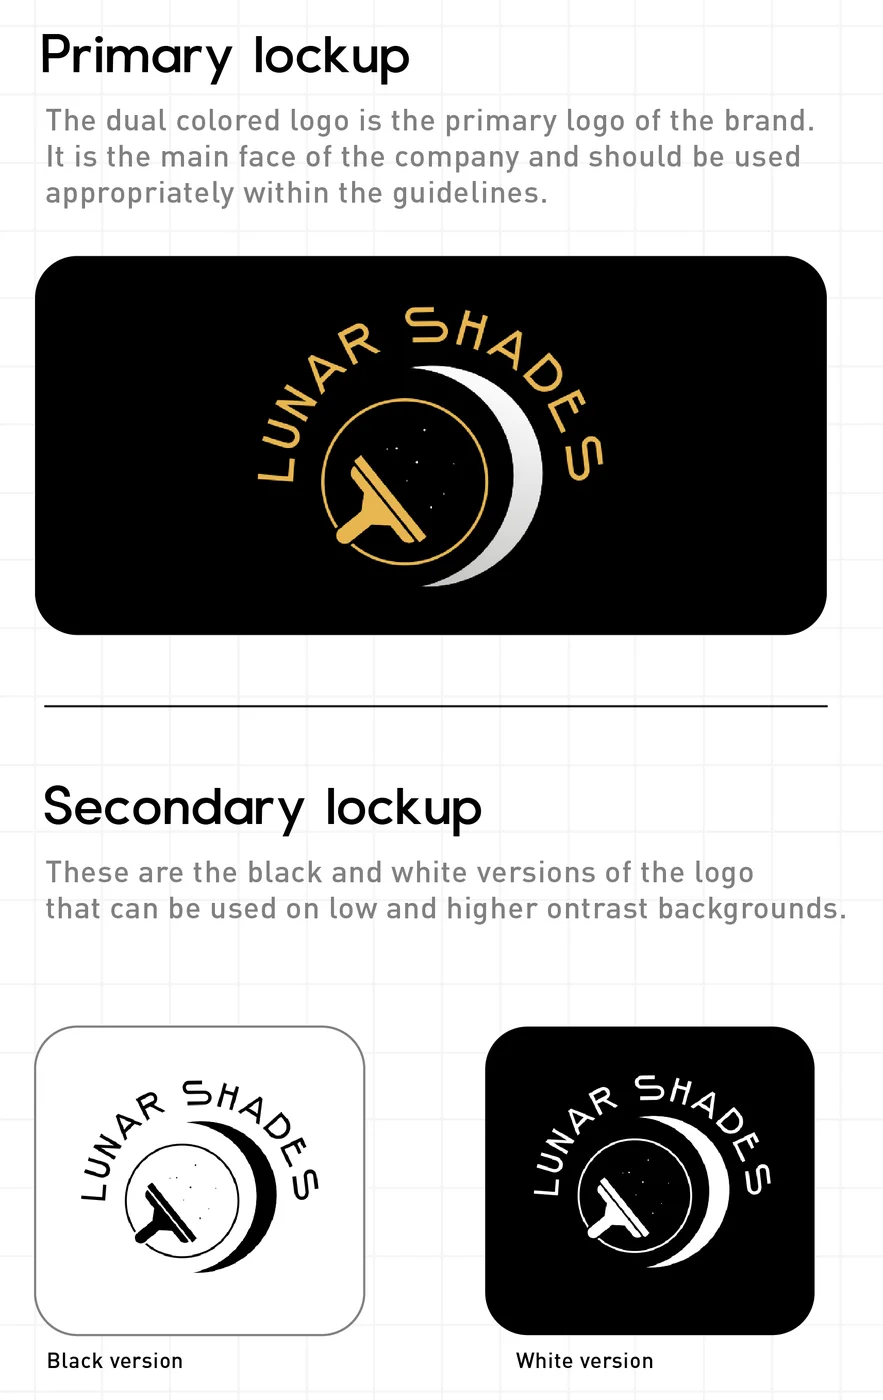 Primary lockup
The dual colored logo is the primary logo of the brand.
It is the main face of the company and should be used
appropriately within the guidelines.
LUNAR SHADES
Secondary lockup
These are the black and white versions of the logo
that can be used on low and higher ontrast backgrounds.
LUNAR SHADES
LUNAR SHADES
Black version
White version